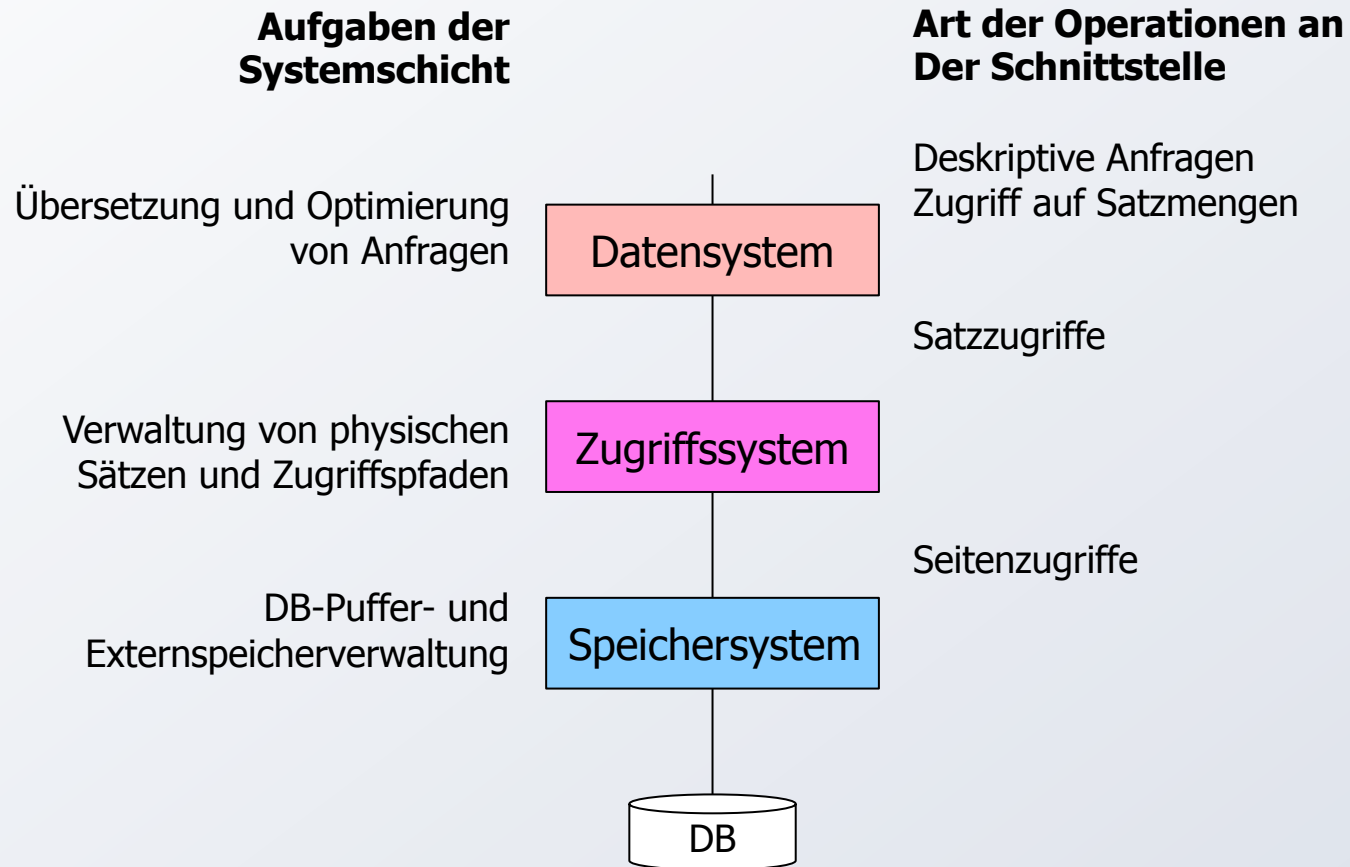 Aufgaben der
Systemschicht
Art der Operationen an
Der Schnittstelle
Deskriptive Anfragen
Zugriff auf Satzmengen
Übersetzung und Optimierung
von Anfragen
Datensystem
Satzzugriffe
Verwaltung von physischen
Sätzen und Zugriffspfaden
Zugriffssystem
Seitenzugriffe
DB-Puffer- und
Externspeicherverwaltung
Speichersystem
DB